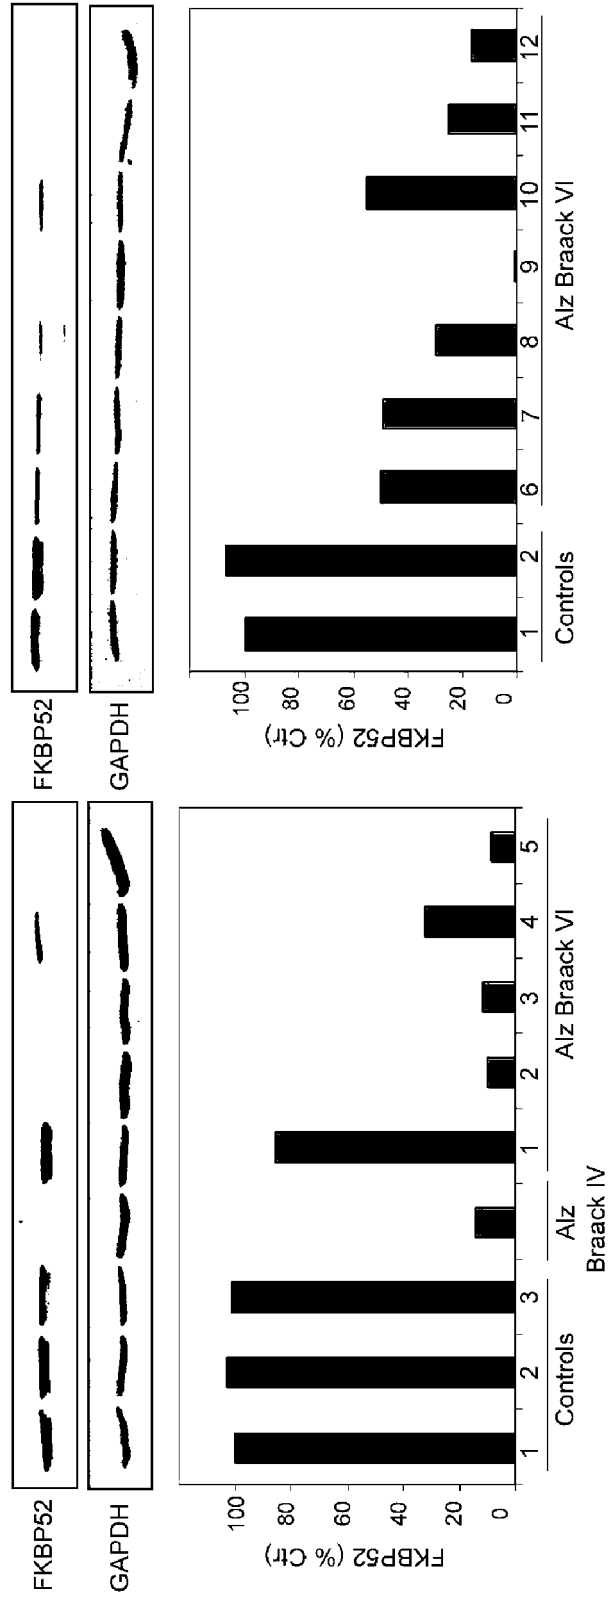 FKBP52
GAPDH
FKBP52 (% Ctr)
100
80
60
40
20
0
1 2 3 1 2 3 4 5
Controls Alz Alz Braack VI
Braack IV
FKBP52
GAPDH
FKBP52 (% Ctr)
100
80
60
40
20
0
1 2 6 7 8 9 10 11 12
Controls Alz Braack VI